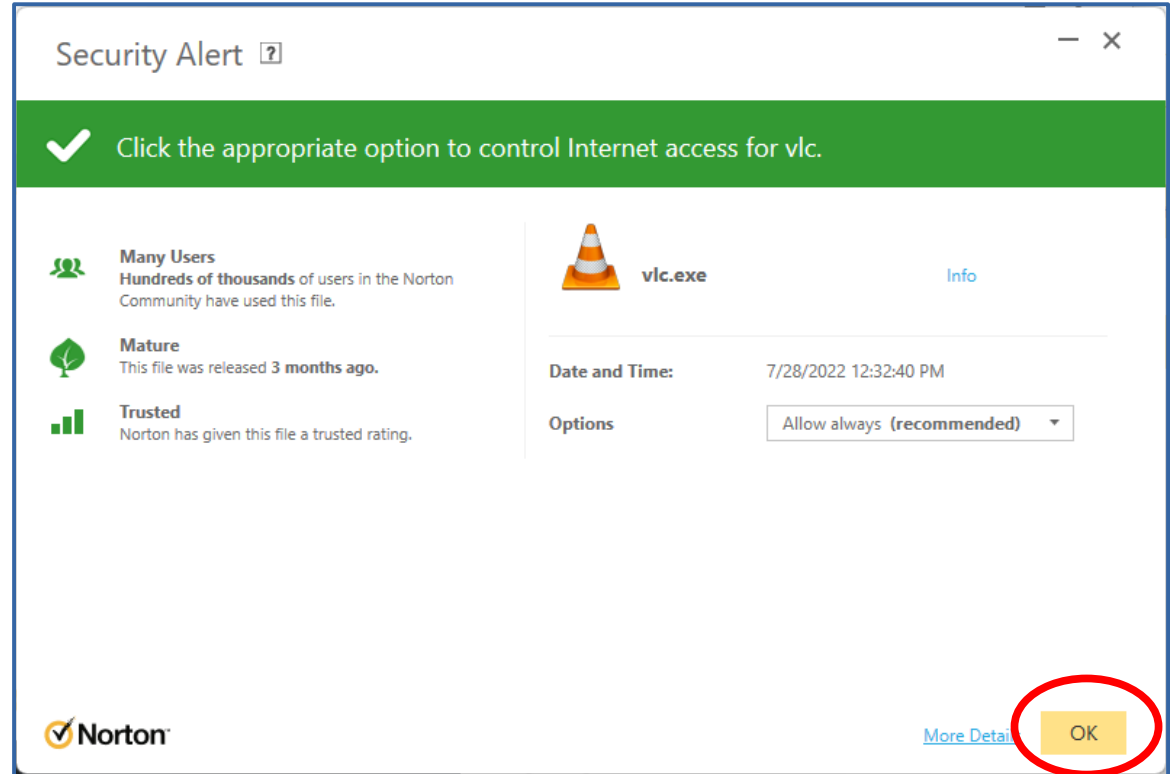 Security Alert ?
Click the appropriate option to control Internet access for vlc.
Many Users
Hundreds of thousands of users in the Norton
Community have used this file.
Mature
This file was released 3 months ago.
Trusted
Norton has given this file a trusted rating.
vlc.exe Info
Date and Time: 7/28/2022 12:32:40 PM
Options Allow always (recommended)
Norton
More Detai OK